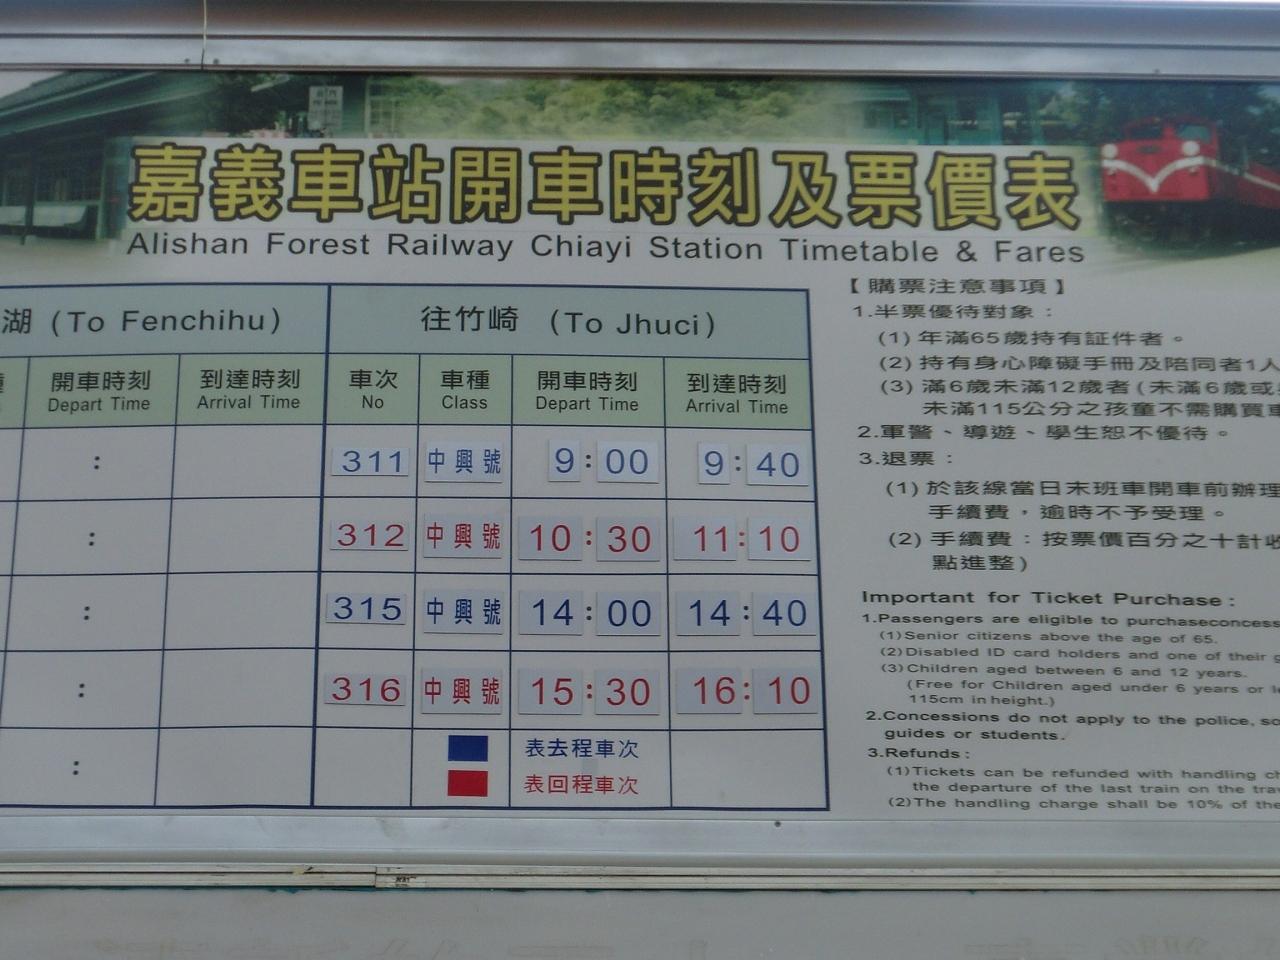 嘉義車站開車時刻及票價表
Alishan Forest Railway Chiayi Station Timetable & Fares
湖 (To Fenchihu)
往竹崎 (To Jhuci)
開車時刻 到達時刻 車次 車種 開車時刻 到達時刻
Depart Time Arrival Time No Class Depart Time Arrival Time
: 311 中興號 9:00 9:40
: 312 中興號 10:30 11:10
: 315 中興號 14:00 14:40
: 316 中興號 15:30 16:10
: 表去程車次
表回程車次
【購票注意事項】
1.半票優待對象：
(1) 年滿65歲持有証件者。
(2) 持有身心障礙手冊及陪同者1人
(3) 滿6歲未滿12歲者(未滿6歲或
未滿115公分之孩童不需購買車
2.軍警、導遊、學生恕不優待。
3.退票：
(1) 於該線當日末班車開車前辦理
手續費，逾時不予受理。
(2) 手續費：按票價百分之十計收
點進整)
Important for Ticket Purchase:
1.Passengers are eligible to purchaseconcess
(1)Senior citizens above the age of 65.
(2)Disabled ID card holders and one of their
(3)Children aged between 6 and 12 years.
(Free for Children aged under 6 years or
115cm in height.)
2.Concessions do not apply to the police,
guides or students.
3.Refunds:
(1)Tickets can be refunded with handling
the departure of the last train on the
(2)The handling charge shall be 10% of the